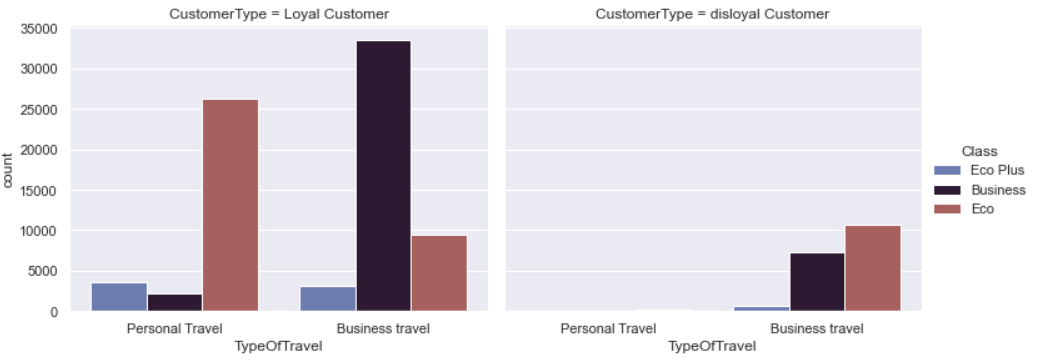 CustomerType = Loyal Customer
CustomerType = disloyal Customer
35000
30000
25000
20000
15000
10000
5000
0
count
Personal Travel
Business travel
TypeOfTravel
Personal Travel
Business travel
TypeOfTravel
Class
Eco Plus
Business
Eco